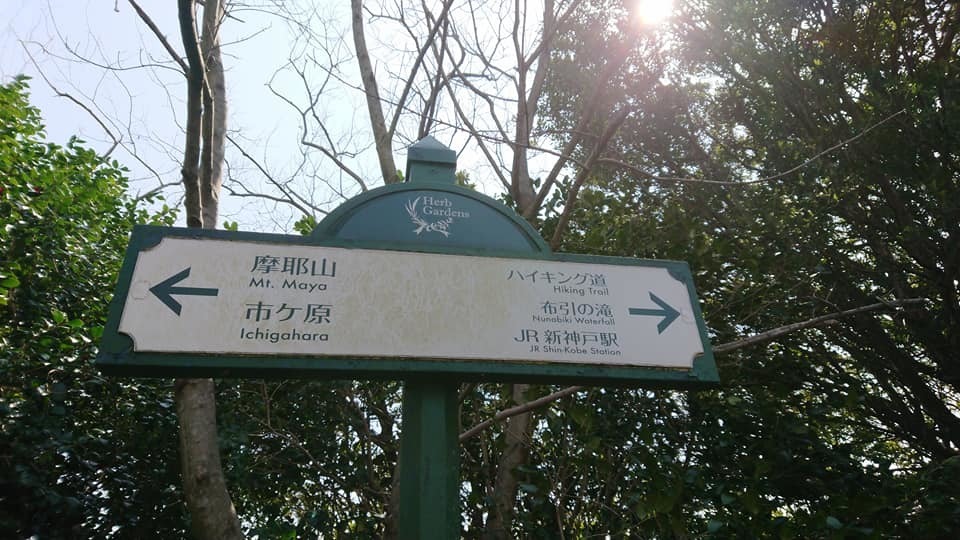 Herb
Gardens
摩耶山
Mt. Maya
市ケ原
Ichigahara
ハイキング道
Hiking Trail
布引の滝
Nunobiki Waterfall
JR 新神戸駅
JR Shin-Kobe Station